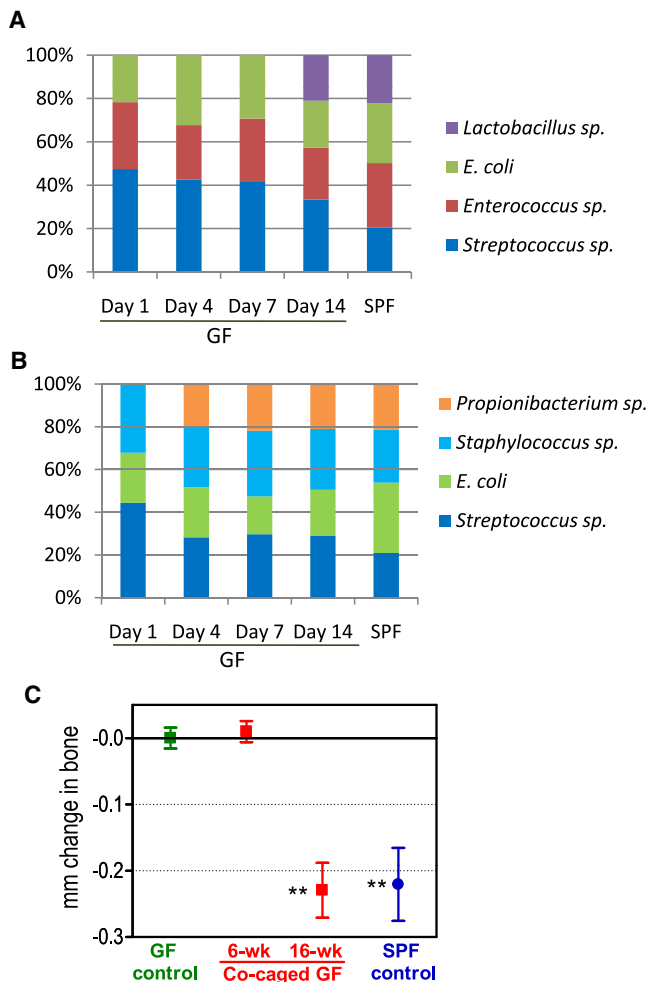 A
100%
80%
60%
40%
20%
0%
Day 1 Day 4 Day 7 Day 14 SPF
GF
Lactobacillus sp.
E. coli
Enterococcus sp.
Streptococcus sp.
B
100%
80%
60%
40%
20%
0%
Day 1 Day 4 Day 7 Day 14 SPF
GF
Propionibacterium sp.
Staphylococcus sp.
E. coli
Streptococcus sp.
C
mm change in bone
-0.0
-0.1
-0.2
-0.3
** **
GF control
6-wk 16-wk
Co-caged GF
SPF control